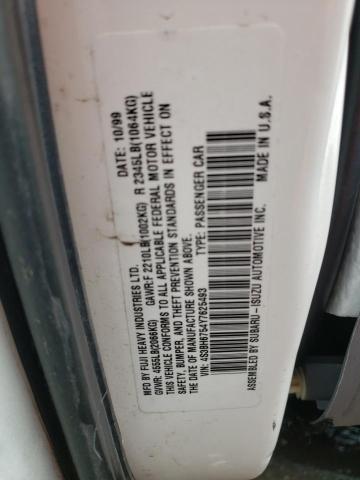 MFD BY FUJI HEAVY INDUSTRIES LTD. DATE: 10/99
GVWR: 4555LB(2066KG) GAWR:F 2210LB(1002KG) R 2345LB(1064KG)
THIS VEHICLE CONFORMS TO ALL APPLICABLE FEDERAL MOTOR VEHICLE
SAFETY, BUMPER, AND THEFT PREVENTION STANDARDS IN EFFECT ON
THE DATE OF MANUFACTURE SHOWN ABOVE.
VIN: 4S3BH6754Y7625493 TYPE: PASSENGER CAR
ASSEMBLED BY SUBARU-ISUZU AUTOMOTIVE INC. MADE IN U.S.A.